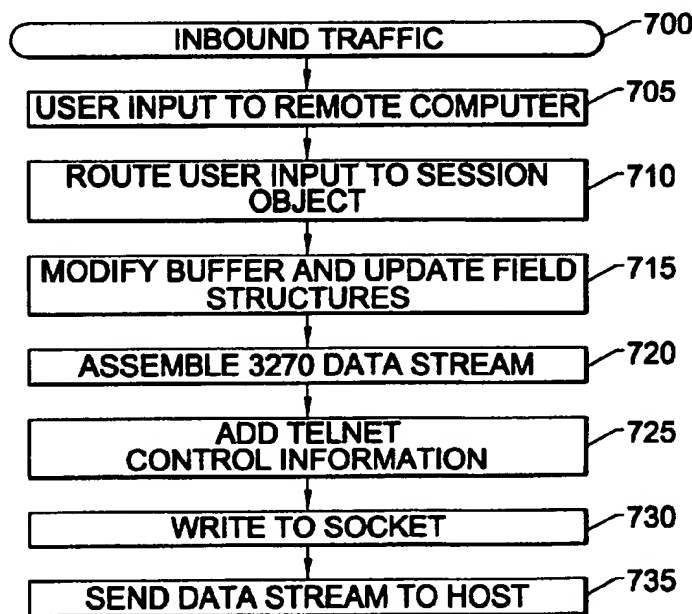 INBOUND TRAFFIC
700
USER INPUT TO REMOTE COMPUTER
705
ROUTE USER INPUT TO SESSION
OBJECT
710
MODIFY BUFFER AND UPDATE FIELD
STRUCTURES
715
ASSEMBLE 3270 DATA STREAM
720
ADD TELNET
CONTROL INFORMATION
725
WRITE TO SOCKET
730
SEND DATA STREAM TO HOST
735